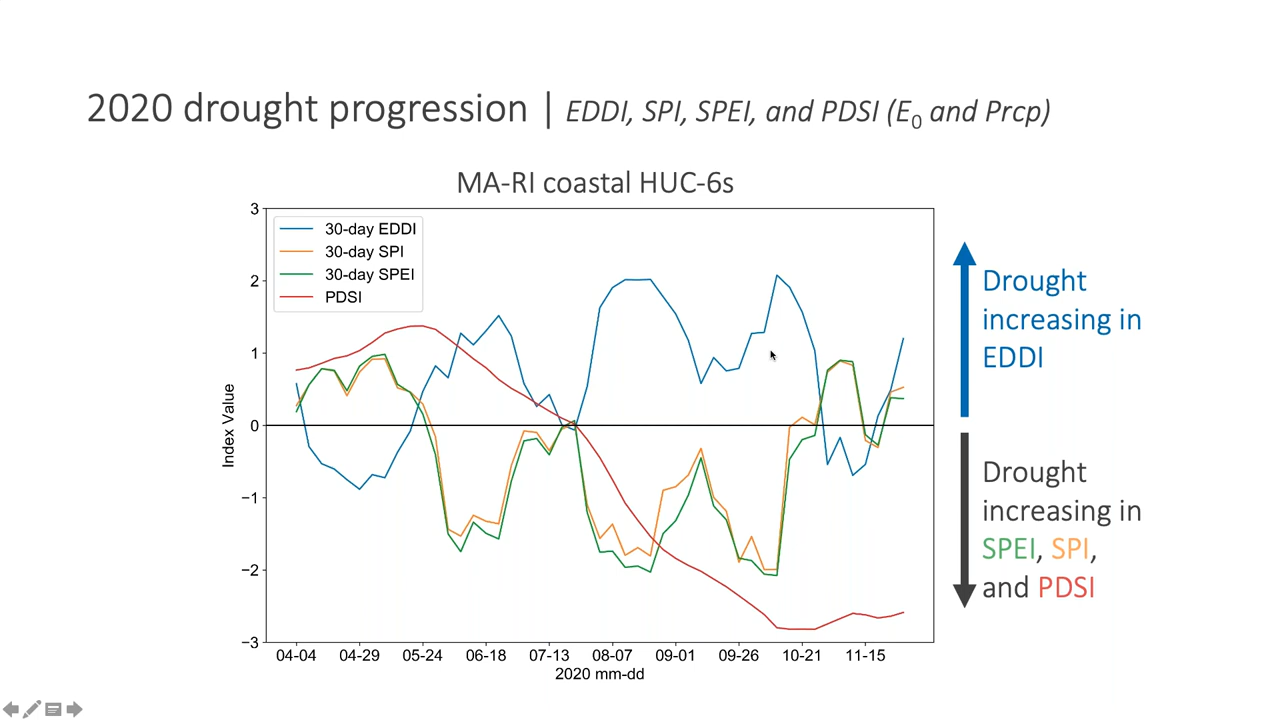 2020 drought progression | EDDI, SPI, SPEI, and PDSI (E0 and Prcp)
MA-RI coastal HUC-6s
30-day EDDI
30-day SPI
30-day SPEI
PDSI
3
2
1
0
−1
−2
−3
Index Value
04-04 04-29 05-24 06-18 07-13 08-07 09-01 09-26 10-21 11-15
2020 mm-dd
Drought
increasing in
EDDI
Drought
increasing in
SPEI, SPI,
and PDSI